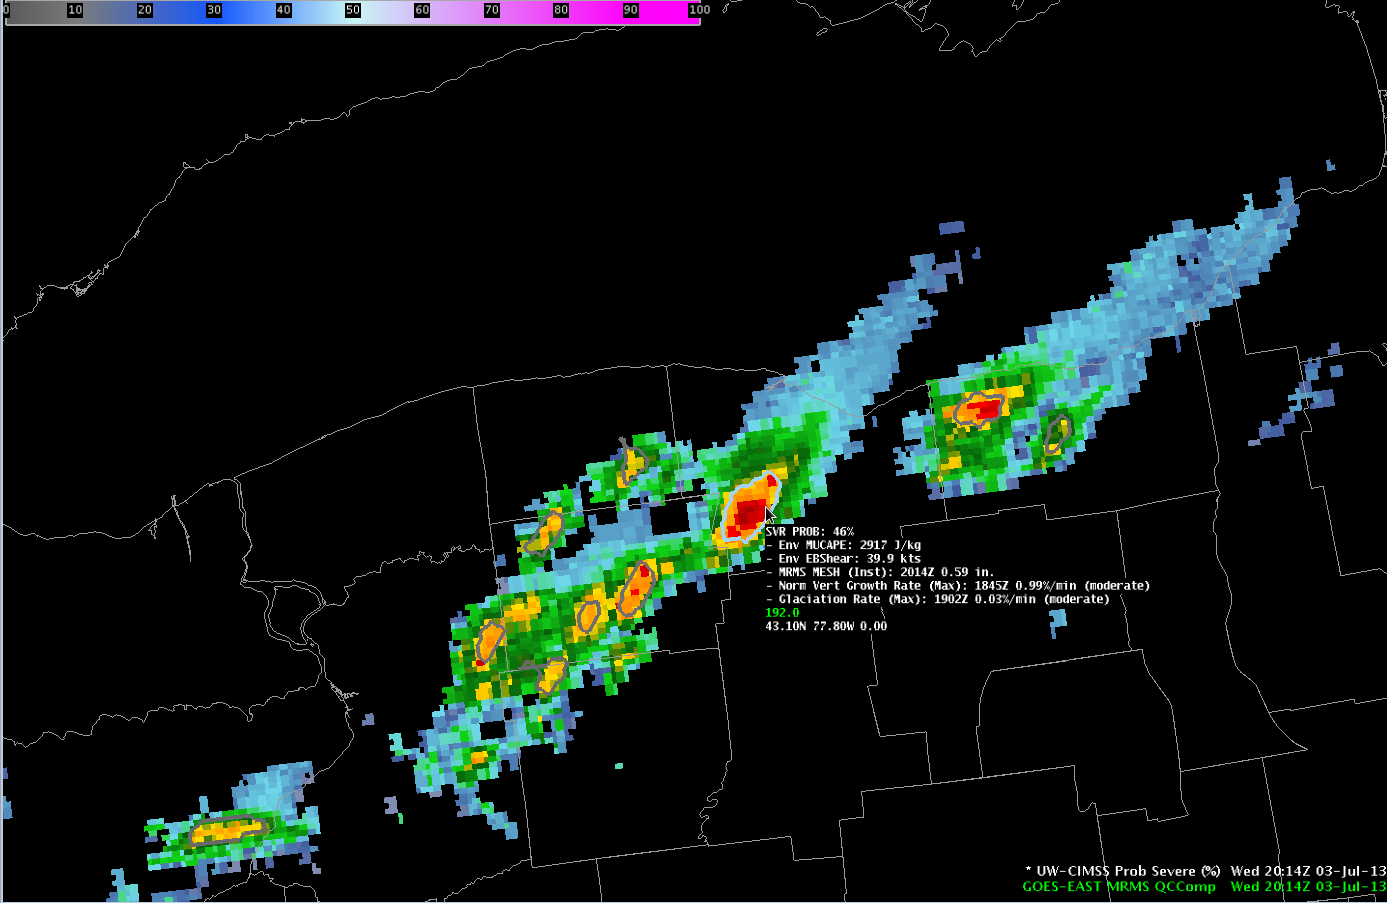 0 10 20 30 40 50 60 70 80 90 100
SVR PROB: 46%
- Env MUCAPE: 2917 J/kg
- Env EBShear: 39.9 kts
- MRMS MESH (Inst): 2014Z 0.59 in.
- Norm Vert Growth Rate (Max): 1845Z 0.99%/min (moderate)
- Glaciation Rate (Max): 1902Z 0.03%/min (moderate)
192.0
43.10N 77.80W 0.00
* UW-CIMSS Prob Severe (%) Wed 20:14Z 03-Jul-13
GOES-EAST MRMS QCComp Wed 20:14Z 03-Jul-13